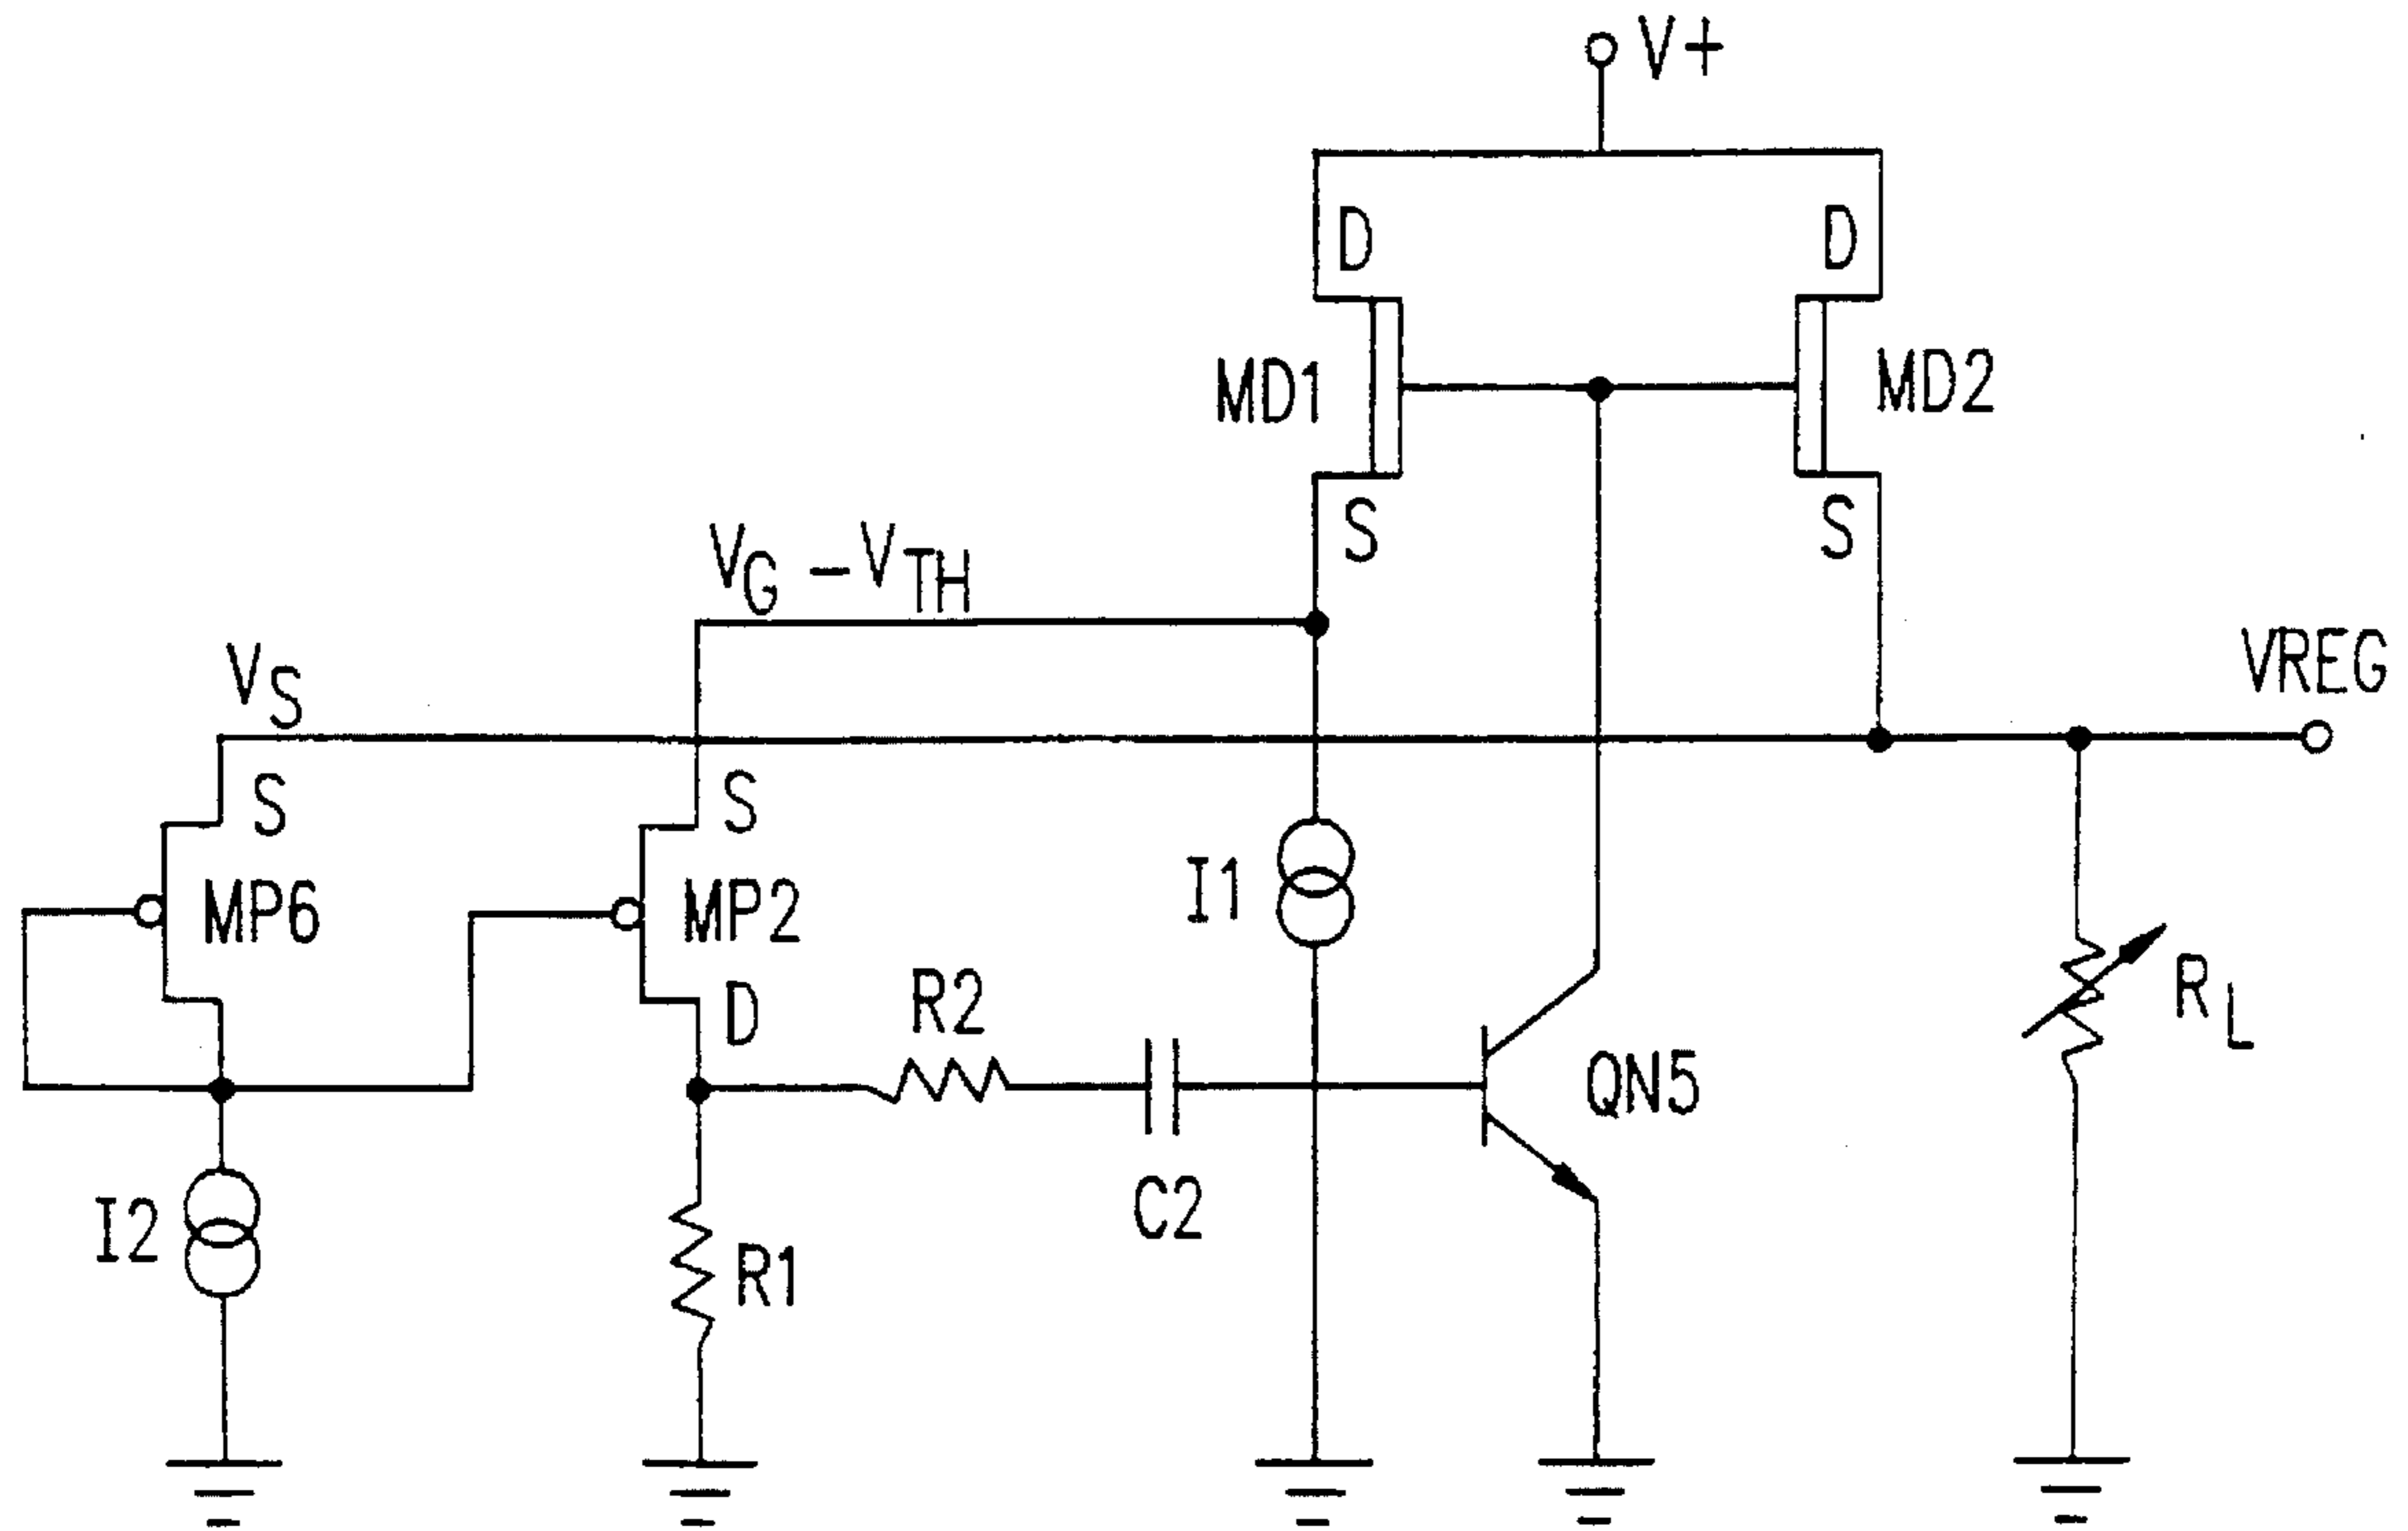 V+
D
D
MD1
MD2
S
S
VG - VTH
VS
VREG
S
S
MP6
MP2
I1
D
R2
RL
QN5
C2
I2
R1